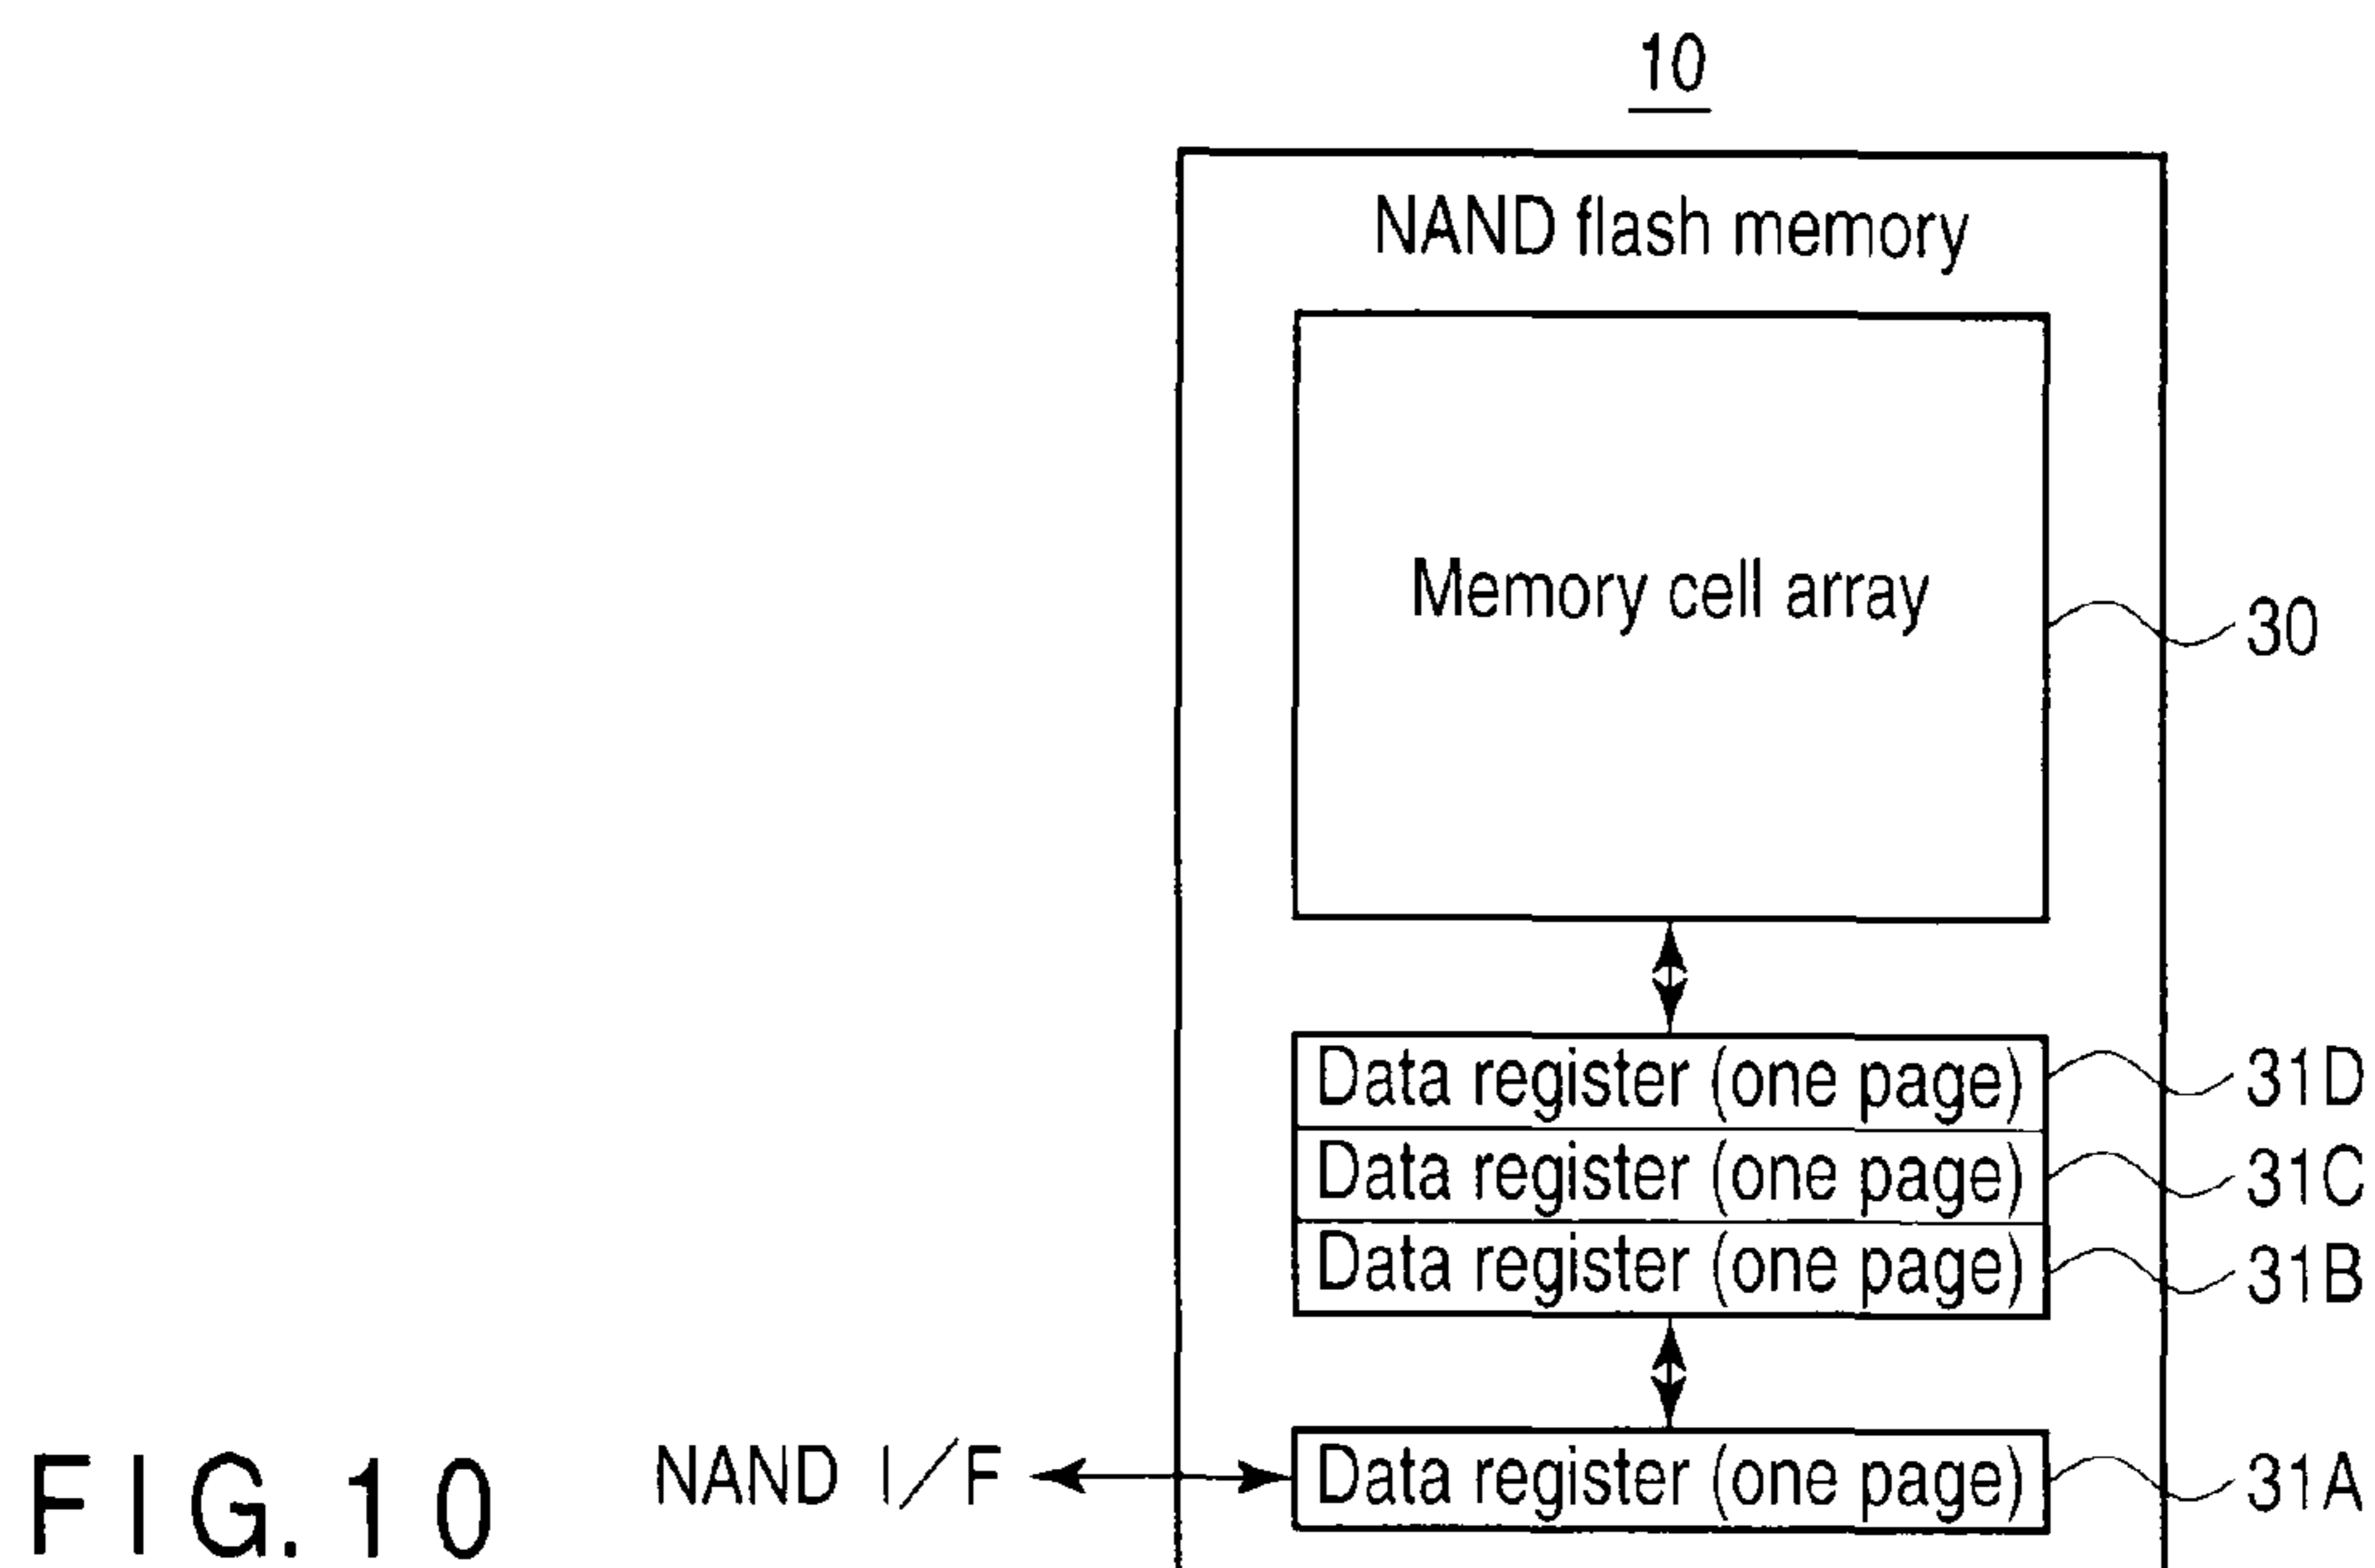 10
NAND flash memory
Memory cell array
30
Data register (one page) 31D
Data register (one page) 31C
Data register (one page) 31B
NAND I/F
Data register (one page) 31A
FIG.10